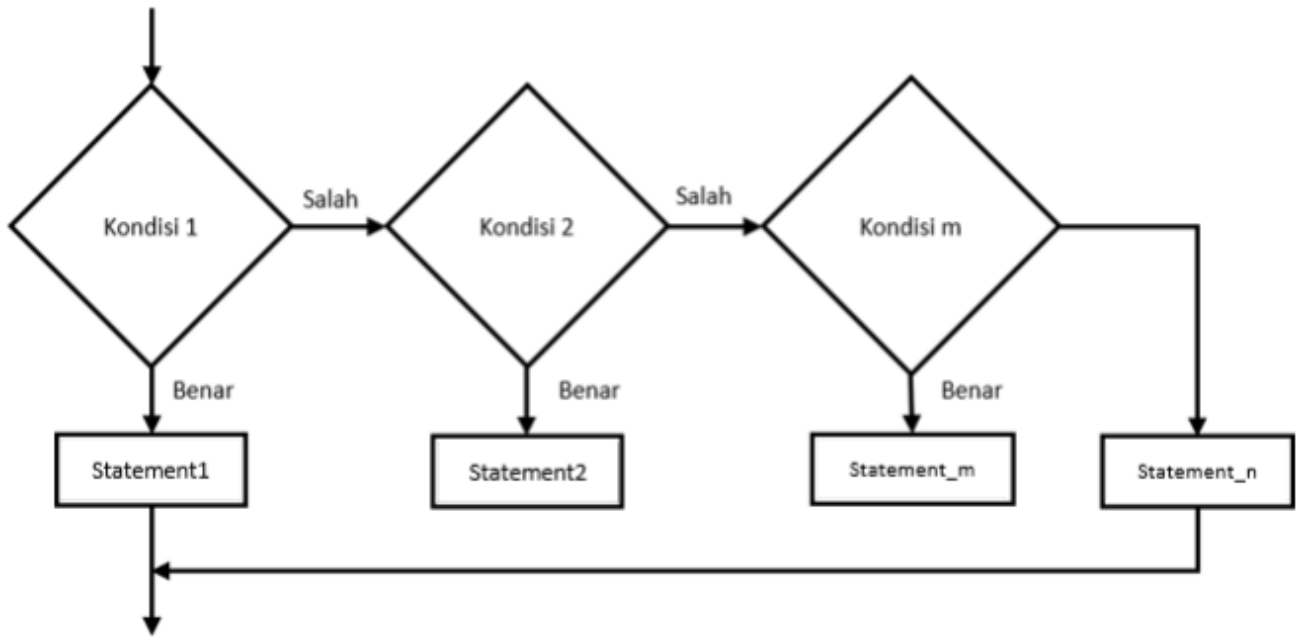 Kondisi 1
Salah
Kondisi 2
Salah
Kondisi m
Benar
Benar
Benar
Statement1
Statement2
Statement_m
Statement_n